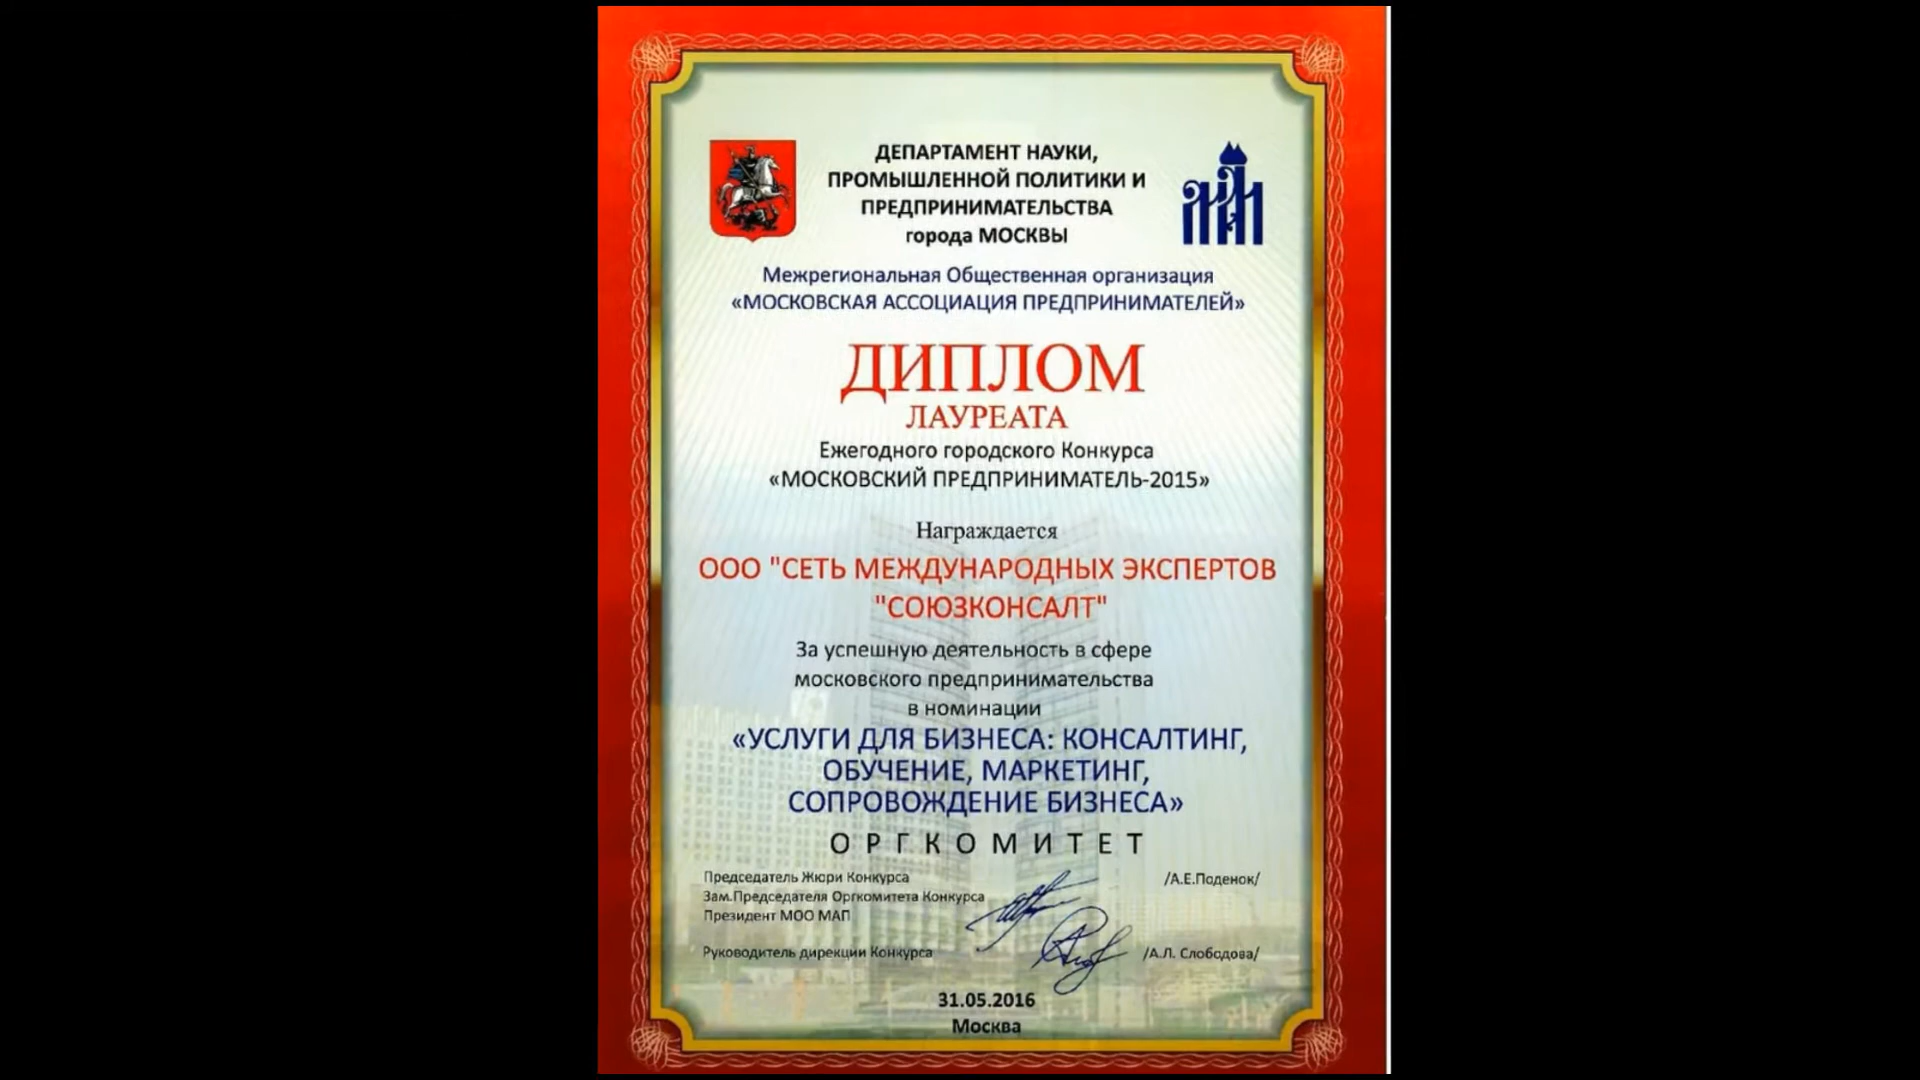 ДЕПАРТАМЕНТ НАУКИ,
ПРОМЫШЛЕННОЙ ПОЛИТИКИ И
ПРЕДПРИНИМАТЕЛЬСТВА
города МОСКВЫ
Межрегиональная Общественная организация
«МОСКОВСКАЯ АССОЦИАЦИЯ ПРЕДПРИНИМАТЕЛЕЙ»
ДИПЛОМ
ЛАУРЕАТА
Ежегодного городского Конкурса
«МОСКОВСКИЙ ПРЕДПРИНИМАТЕЛЬ-2015»
Награждается
ООО "СЕТЬ МЕЖДУНАРОДНЫХ ЭКСПЕРТОВ
"СОЮЗКОНСАЛТ"
За успешную деятельность в сфере
московского предпринимательства
в номинации
«УСЛУГИ ДЛЯ БИЗНЕСА: КОНСАЛТИНГ,
ОБУЧЕНИЕ, МАРКЕТИНГ,
СОПРОВОЖДЕНИЕ БИЗНЕСА»
ОРГКОМИТЕТ
Председатель Жюри Конкурса /А.Е.Поденок/
Зам.Председателя Оргкомитета Конкурса
Президент МОО МАП
Руководитель дирекции Конкурса /А.Л. Слободова/
31.05.2016
Москва